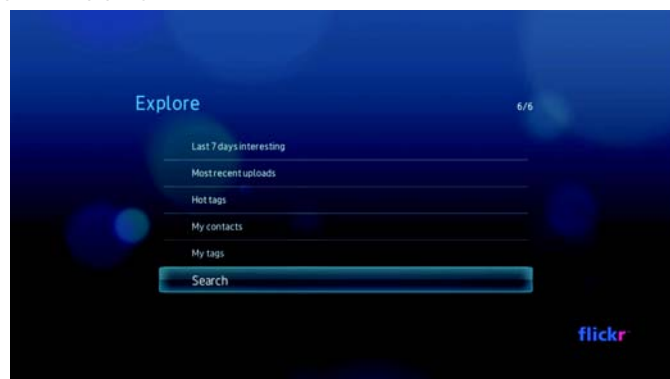 Explore
6/6
Last 7 days interesting
Most recent uploads
Hot tags
My contacts
My tags
Search
flickr